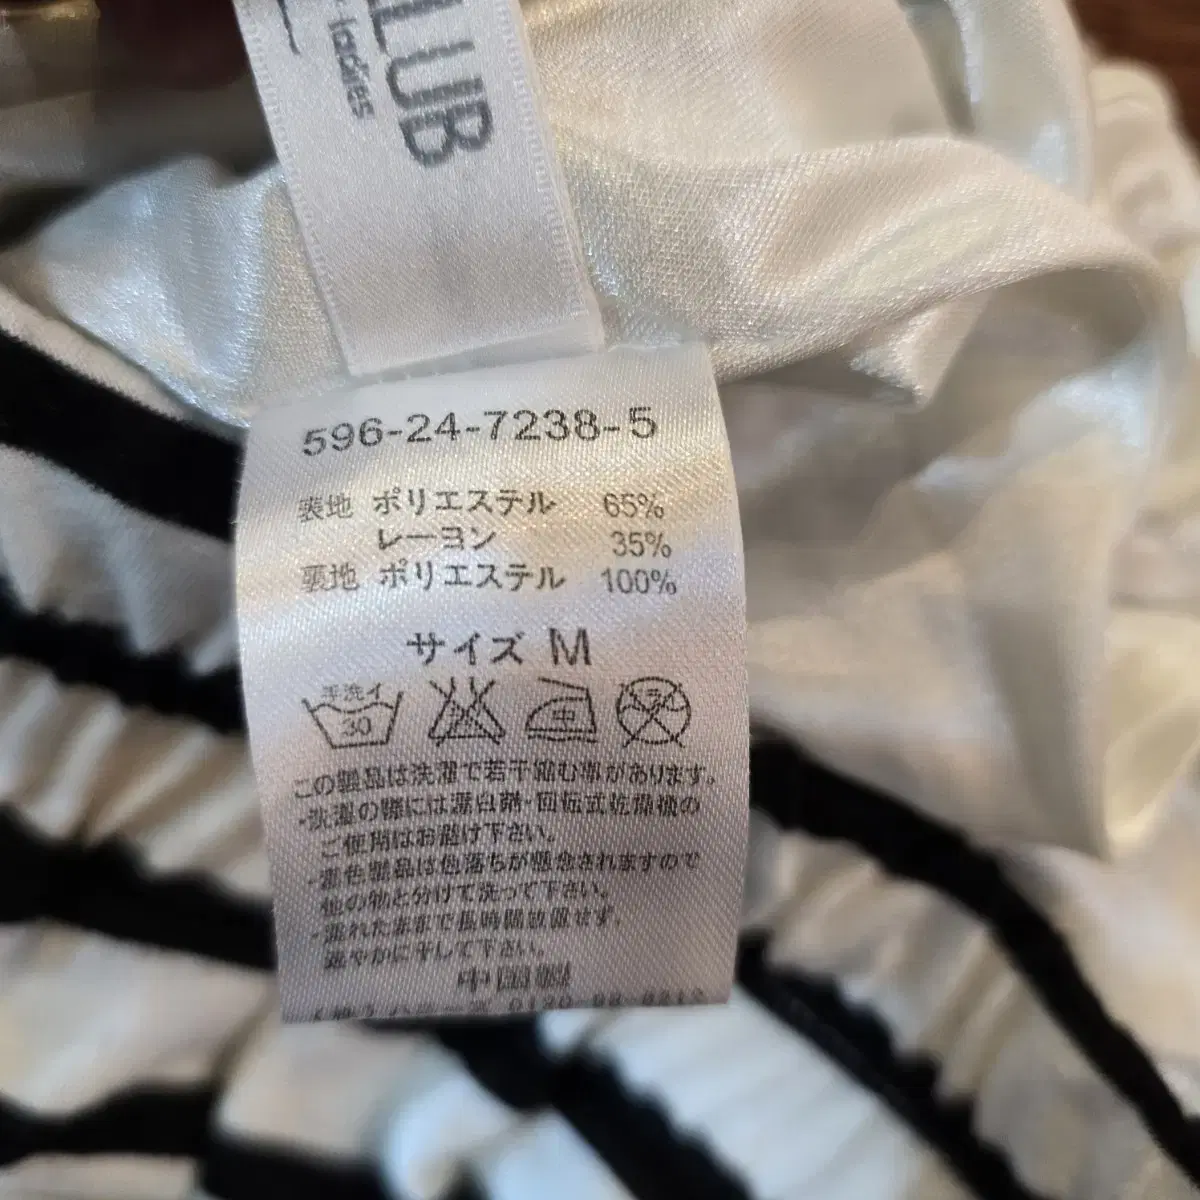 LUB
ladies
596-24-7238-5
表地 ポリエステル 65%
レーヨン 35%
裏地 ポリエステル 100%
サイズ M
手洗イ
30
中
この製品は洗濯で若干縮む事があります。
・洗濯の際には漂白剤・回転式乾燥機の
ご使用はお避け下さい。
・濃色製品は色落ちが懸念されますので
他の物と分けて洗って下さい。
・濡れたままで長時間放置せず、
速やかに干して下さい。
中国製
0120